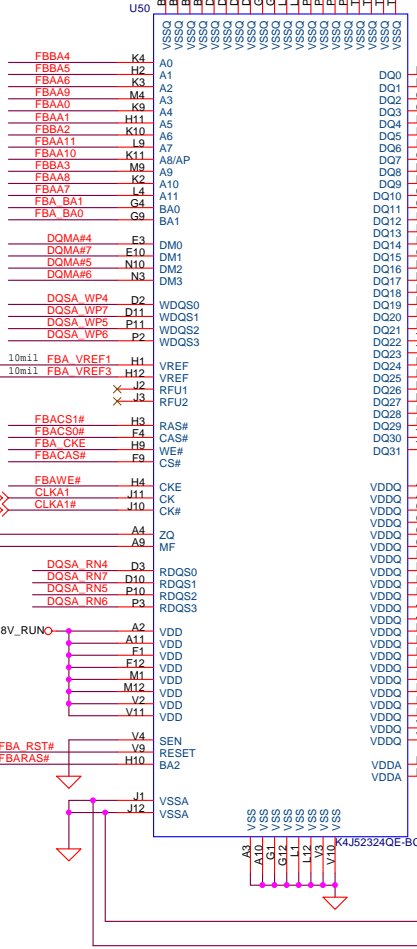 U50
VSSQ VSSQ VSSQ VSSQ VSSQ VSSQ VSSQ VSSQ VSSQ VSSQ VSSQ VSSQ VSSQ VSSQ VSSQ VSSQ VSSQ VSSQ VSSQ VSSQ
FBBA4 K4 A0
FBBA5 H2 A1 DQ0
FBAA6 K3 A2 DQ1
FBAA9 M4 A3 DQ2
FBAA0 K9 A4 DQ3
FBAA1 H11 A5 DQ4
FBBA2 K10 A6 DQ5
FBAA11 L9 A7 DQ6
FBAA10 K11 A8/AP DQ7
FBBA3 M9 A9 DQ8
FBAA8 K2 A10 DQ9
FBAA7 L4 A11 DQ10
FBA_BA1 G4 BA0 DQ11
FBA_BA0 G9 BA1 DQ12
DQ13
DQMA#4 E3 DM0 DQ14
DQMA#7 E10 DM1 DQ15
DQMA#5 N10 DM2 DQ16
DQMA#6 N3 DM3 DQ17
DQ18
DQSA_WP4 D2 WDQS0 DQ19
DQSA_WP7 D11 WDQS1 DQ20
DQSA_WP5 P11 WDQS2 DQ21
DQSA_WP6 P2 WDQS3 DQ22
DQ23
10mil FBA_VREF1 H1 VREF DQ24
10mil FBA_VREF3 H12 VREF DQ25
J2 RFU1 DQ26
J3 RFU2 DQ27
DQ28
FBACS1# H3 RAS# DQ29
FBACS0# F4 CAS# DQ30
FBA_CKE H9 WE# DQ31
FBACAS# F9 CS#
FBAWE# H4 CKE VDDQ
CLKA1 J11 CK VDDQ
CLKA1# J10 CK# VDDQ
VDDQ
A4 ZQ VDDQ
A9 MF VDDQ
VDDQ
DQSA_RN4 D3 RDQS0 VDDQ
DQSA_RN7 D10 RDQS1 VDDQ
DQSA_RN5 P10 RDQS2 VDDQ
DQSA_RN6 P3 RDQS3 VDDQ
VDDQ
8V_RUN A2 VDD VDDQ
A11 VDD VDDQ
F1 VDD VDDQ
F12 VDD VDDQ
M1 VDD VDDQ
M12 VDD VDDQ
V2 VDD VDDQ
V11 VDD VDDQ
VDDQ
V4 SEN VDDQ
FBA_RST# V9 RESET
FBARAS# H10 BA2 VDDA
VDDA
J1 VSSA
J12 VSSA
VSS VSS VSS VSS VSS VSS VSS VSS
K4J52324QE-BC
A3 A10 G1 G12 L1 L12 V3 V10